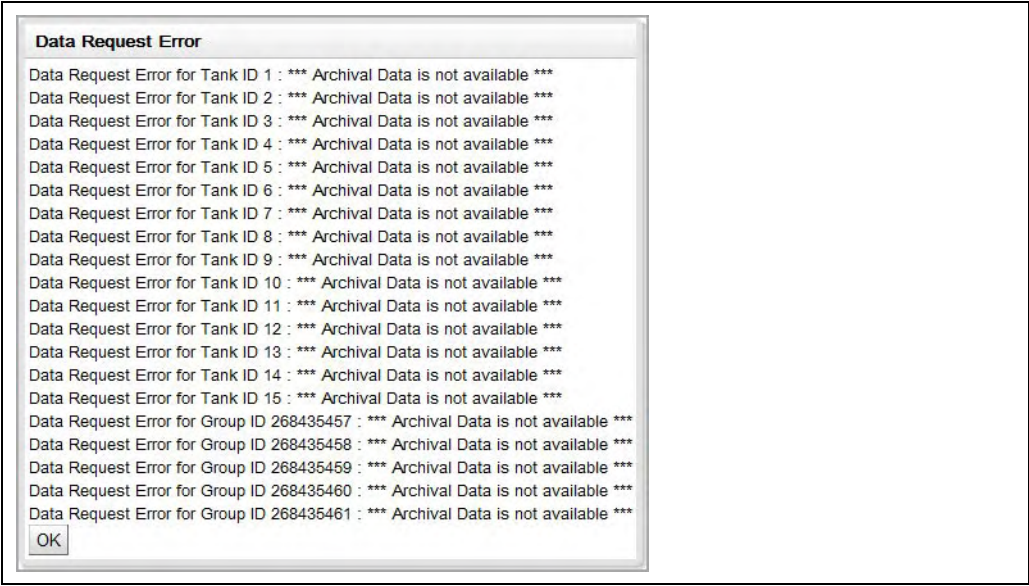 Data Request Error
Data Request Error for Tank ID 1 : *** Archival Data is not available ***
Data Request Error for Tank ID 2 : *** Archival Data is not available ***
Data Request Error for Tank ID 3 : *** Archival Data is not available ***
Data Request Error for Tank ID 4 : *** Archival Data is not available ***
Data Request Error for Tank ID 5 : *** Archival Data is not available ***
Data Request Error for Tank ID 6 : *** Archival Data is not available ***
Data Request Error for Tank ID 7 : *** Archival Data is not available ***
Data Request Error for Tank ID 8 : *** Archival Data is not available ***
Data Request Error for Tank ID 9 : *** Archival Data is not available ***
Data Request Error for Tank ID 10 : *** Archival Data is not available ***
Data Request Error for Tank ID 11 : *** Archival Data is not available ***
Data Request Error for Tank ID 12 : *** Archival Data is not available ***
Data Request Error for Tank ID 13 : *** Archival Data is not available ***
Data Request Error for Tank ID 14 : *** Archival Data is not available ***
Data Request Error for Tank ID 15 : *** Archival Data is not available ***
Data Request Error for Group ID 268435457 : *** Archival Data is not available ***
Data Request Error for Group ID 268435458 : *** Archival Data is not available ***
Data Request Error for Group ID 268435459 : *** Archival Data is not available ***
Data Request Error for Group ID 268435460 : *** Archival Data is not available ***
Data Request Error for Group ID 268435461 : *** Archival Data is not available ***
OK